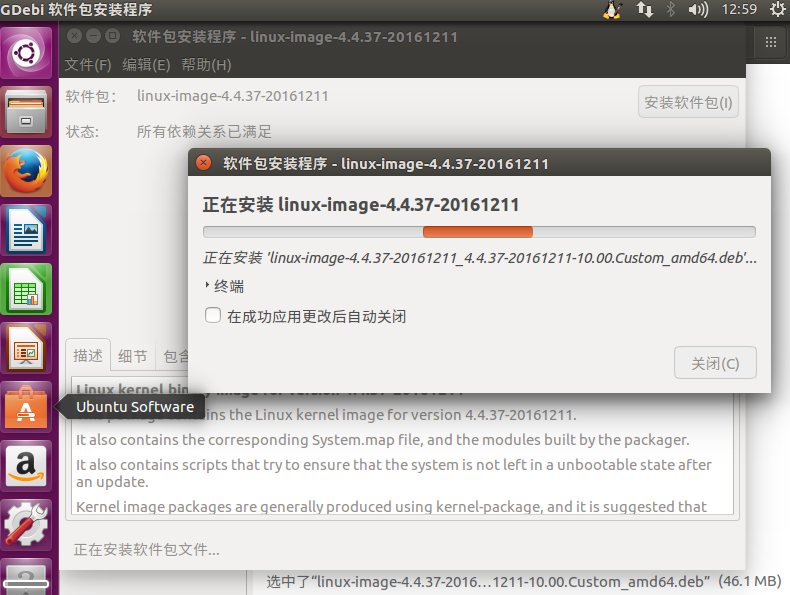 GDebi 软件包安装程序
12:59
软件包安装程序 - linux-image-4.4.37-20161211
文件(F) 编辑(E) 帮助(H)
软件包: linux-image-4.4.37-20161211
安装软件包(I)
状态: 所有依赖关系已满足
软件包安装程序 - linux-image-4.4.37-20161211
正在安装 linux-image-4.4.37-20161211
正在安装 'linux-image-4.4.37-20161211_4.4.37-20161211-10.00.Custom_amd64.deb'...
终端
在成功应用更改后自动关闭
关闭(C)
描述 细节 包含
Linux kernel
Ubuntu Software
the Linux kernel image for version 4.4.37-20161211.
It also contains the corresponding System.map file, and the modules built by the packager.
It also contains scripts that try to ensure that the system is not left in a unbootable state after
an update.
Kernel image packages are generally produced using kernel-package, and it is suggested that
正在安装软件包文件...
选中了“linux-image-4.4.37-2016...1211-10.00.Custom_amd64.deb” (46.1 MB)